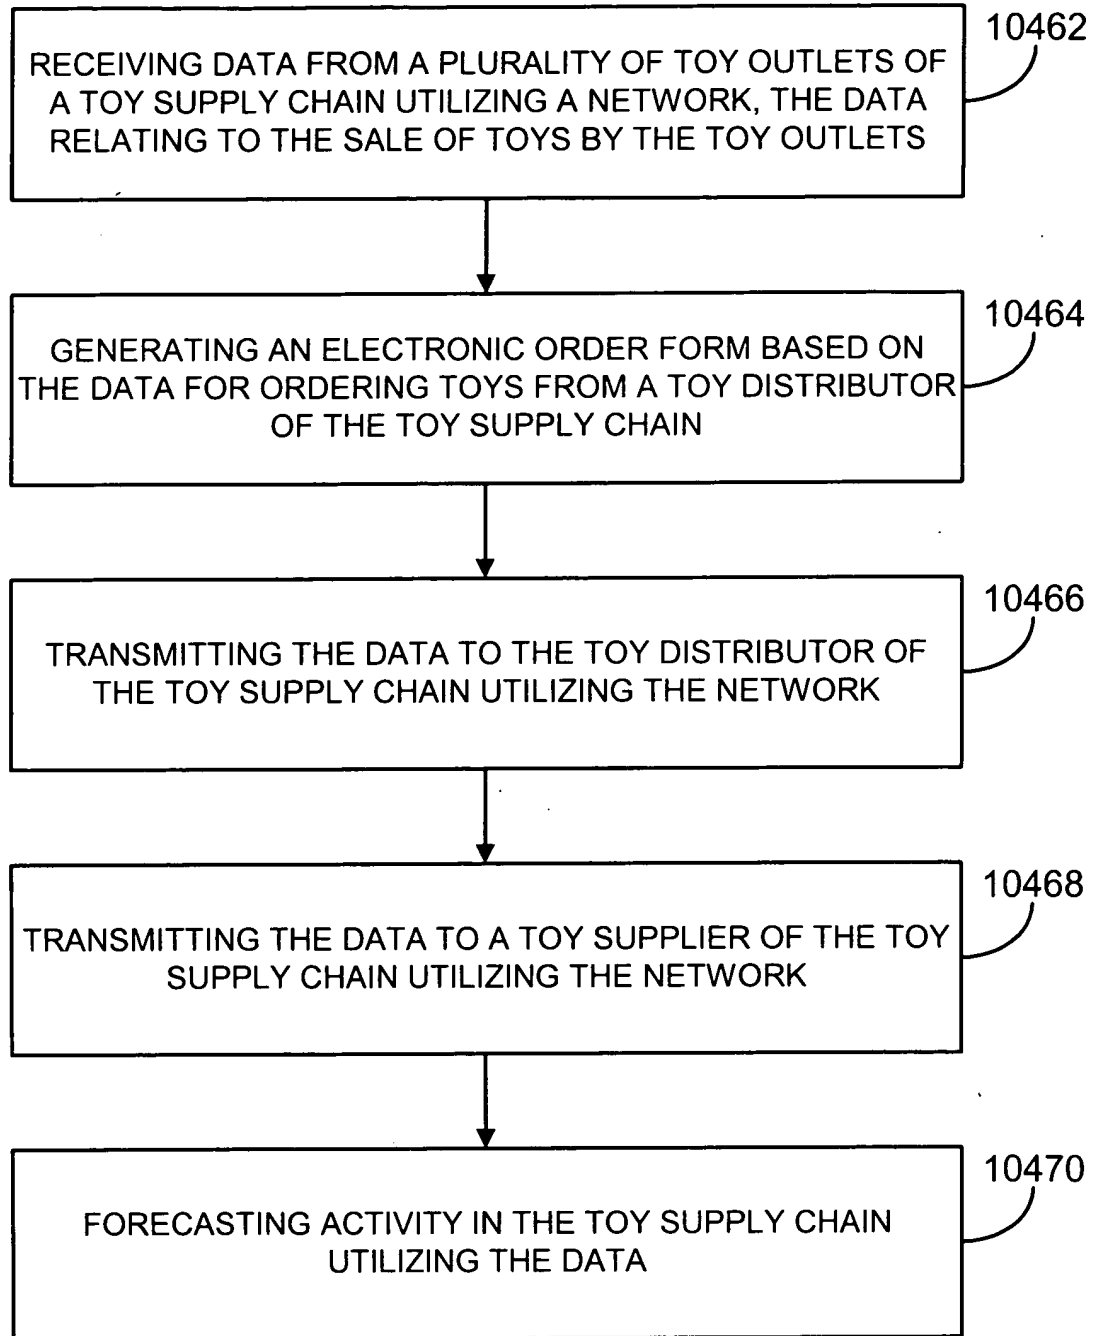 10462
RECEIVING DATA FROM A PLURALITY OF TOY OUTLETS OF
A TOY SUPPLY CHAIN UTILIZING A NETWORK, THE DATA
RELATING TO THE SALE OF TOYS BY THE TOY OUTLETS
10464
GENERATING AN ELECTRONIC ORDER FORM BASED ON
THE DATA FOR ORDERING TOYS FROM A TOY DISTRIBUTOR
OF THE TOY SUPPLY CHAIN
10466
TRANSMITTING THE DATA TO THE TOY DISTRIBUTOR OF
THE TOY SUPPLY CHAIN UTILIZING THE NETWORK
10468
TRANSMITTING THE DATA TO A TOY SUPPLIER OF THE TOY
SUPPLY CHAIN UTILIZING THE NETWORK
10470
FORECASTING ACTIVITY IN THE TOY SUPPLY CHAIN
UTILIZING THE DATA